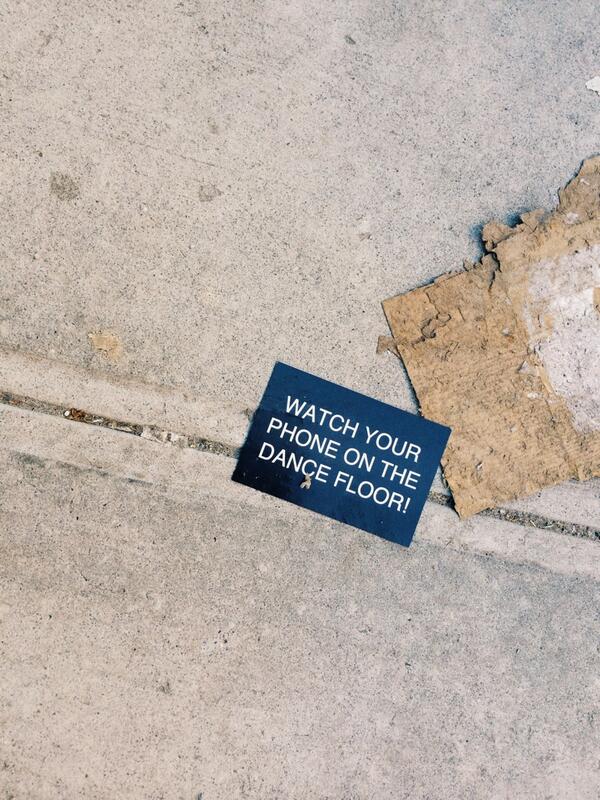 WATCH YOUR
PHONE ON THE
DANCE FLOOR!